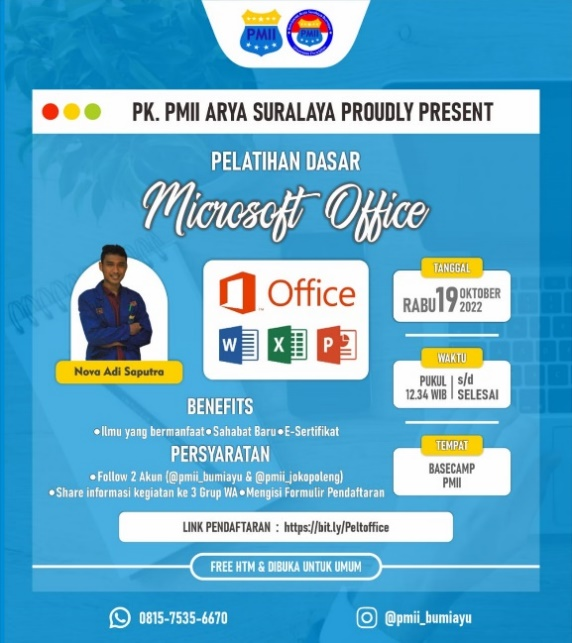 PMII
PMII
PK. PMII ARYA SURALAYA PROUDLY PRESENT
PELATIHAN DASAR
Microsoft Office
Nova Adi Saputra
Office
W
X
P
TANGGAL
RABU 19 OKTOBER 2022
WAKTU
PUKUL 12.34 WIB s/d SELESAI
TEMPAT
BASECAMP
PMII
BENEFITS
•Ilmu yang bermanfaat•Sahabat Baru•E-Sertifikat
PERSYARATAN
•Follow 2 Akun (@pmii_bumiayu & @pmii_jokopoleng)
•Share informasi kegiatan ke 3 Grup WA•Mengisi Formulir Pendaftaran
LINK PENDAFTARAN : https://bit.ly/Peltoffice
FREE HTM & DIBUKA UNTUK UMUM
0815-7535-6670
@pmii_bumiayu